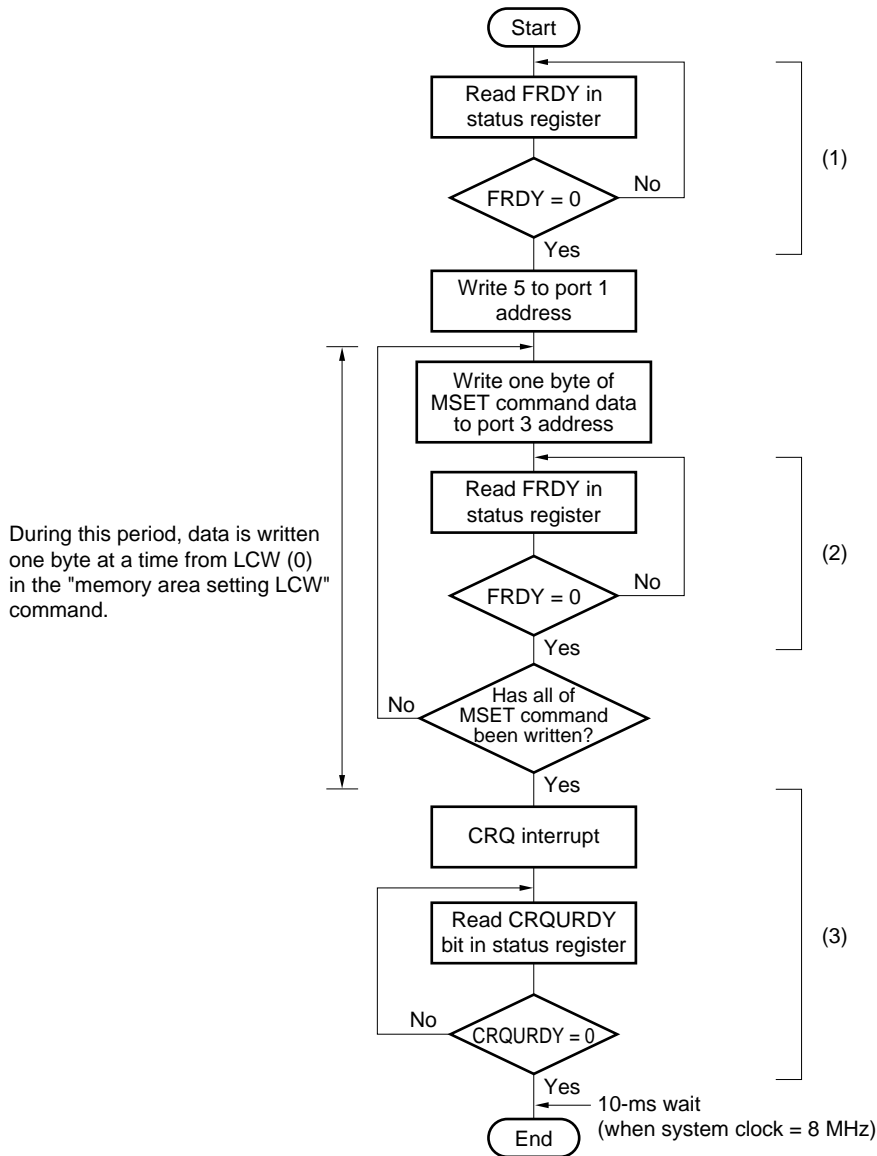 Start
Read FRDY in
status register
(1)
FRDY = 0
No
Yes
Write 5 to port 1
address
Write one byte of
MSET command data
to port 3 address
Read FRDY in
status register
During this period, data is written
one byte at a time from LCW (0)
in the "memory area setting LCW"
command.
(2)
FRDY = 0
No
Yes
No
Has all of
MSET command
been written?
Yes
CRQ interrupt
Read CRQURDY
bit in status register
(3)
No
CRQURDY = 0
Yes
10-ms wait
(when system clock = 8 MHz)
End